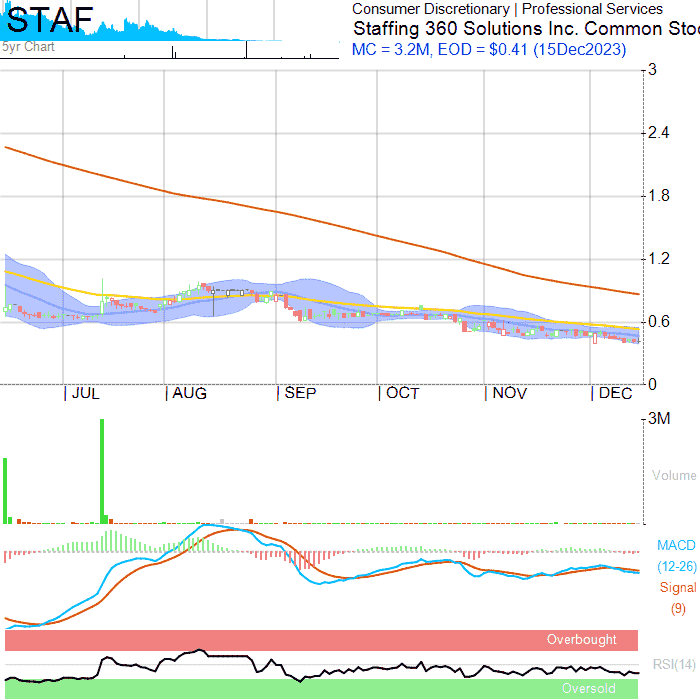 STAF
5yr Chart
Consumer Discretionary | Professional Services
Staffing 360 Solutions Inc. Common Stoc
MC = 3.2M, EOD = $0.41 (15Dec2023)
3
2.4
1.8
1.2
0.6
0
JUL AUG SEP OCT NOV DEC
3M
Volume
MACD
(12-26)
Signal
(9)
Overbought
RSI(14)
Oversold